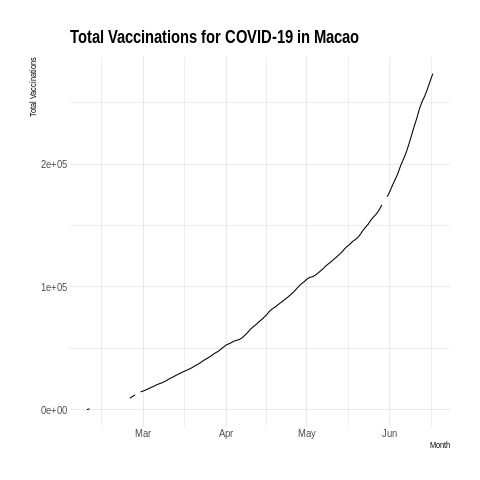 Total Vaccinations for COVID-19 in Macao
Total Vaccinations
2e+05
1e+05
0e+00
Mar Apr May Jun
Month